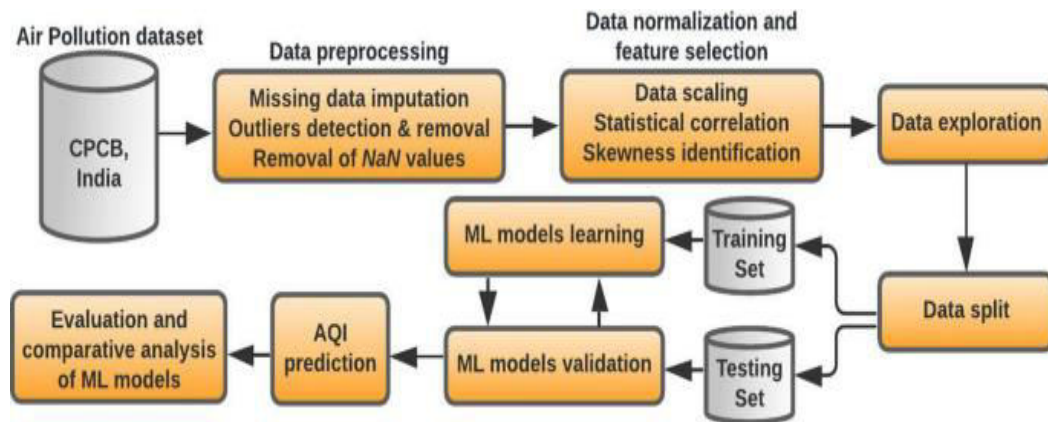 Air Pollution dataset
CPCB,
India
Data preprocessing
Missing data imputation
Outliers detection & removal
Removal of NaN values
Data normalization and
feature selection
Data scaling
Statistical correlation
Skewness identification
Data exploration
Data split
Training
Set
Testing
Set
ML models learning
ML models validation
AQI
prediction
Evaluation and
comparative analysis
of ML models